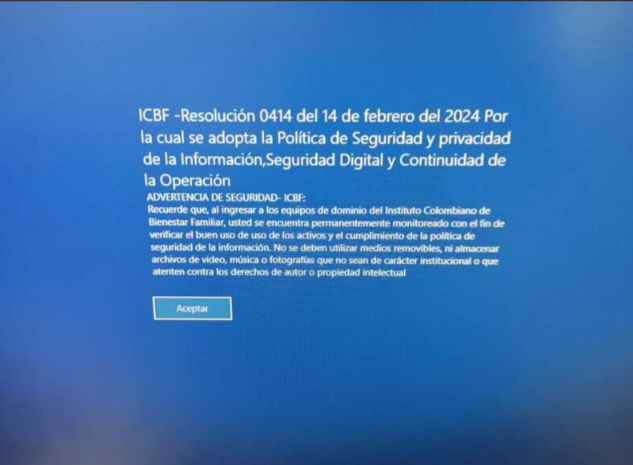 ICBF -Resolución 0414 del 14 de febrero del 2024 Por
la cual se adopta la Política de Seguridad y privacidad
de la Información,Seguridad Digital y Continuidad de
la Operación
ADVERTENCIA DE SEGURIDAD- ICBF:
Recuerde que, al ingresar a los equipos de dominio del Instituto Colombiano de
Bienestar Familiar, usted se encuentra permanentemente monitoreado con el fin de
verificar el buen uso de uso de los activos y el cumplimiento de la política de
seguridad de la información. No se deben utilizar medios removibles, ni almacenar
archivos de video, música o fotografías que no sean de carácter institucional o que
atenten contra los derechos de autor o propiedad intelectual
Aceptar